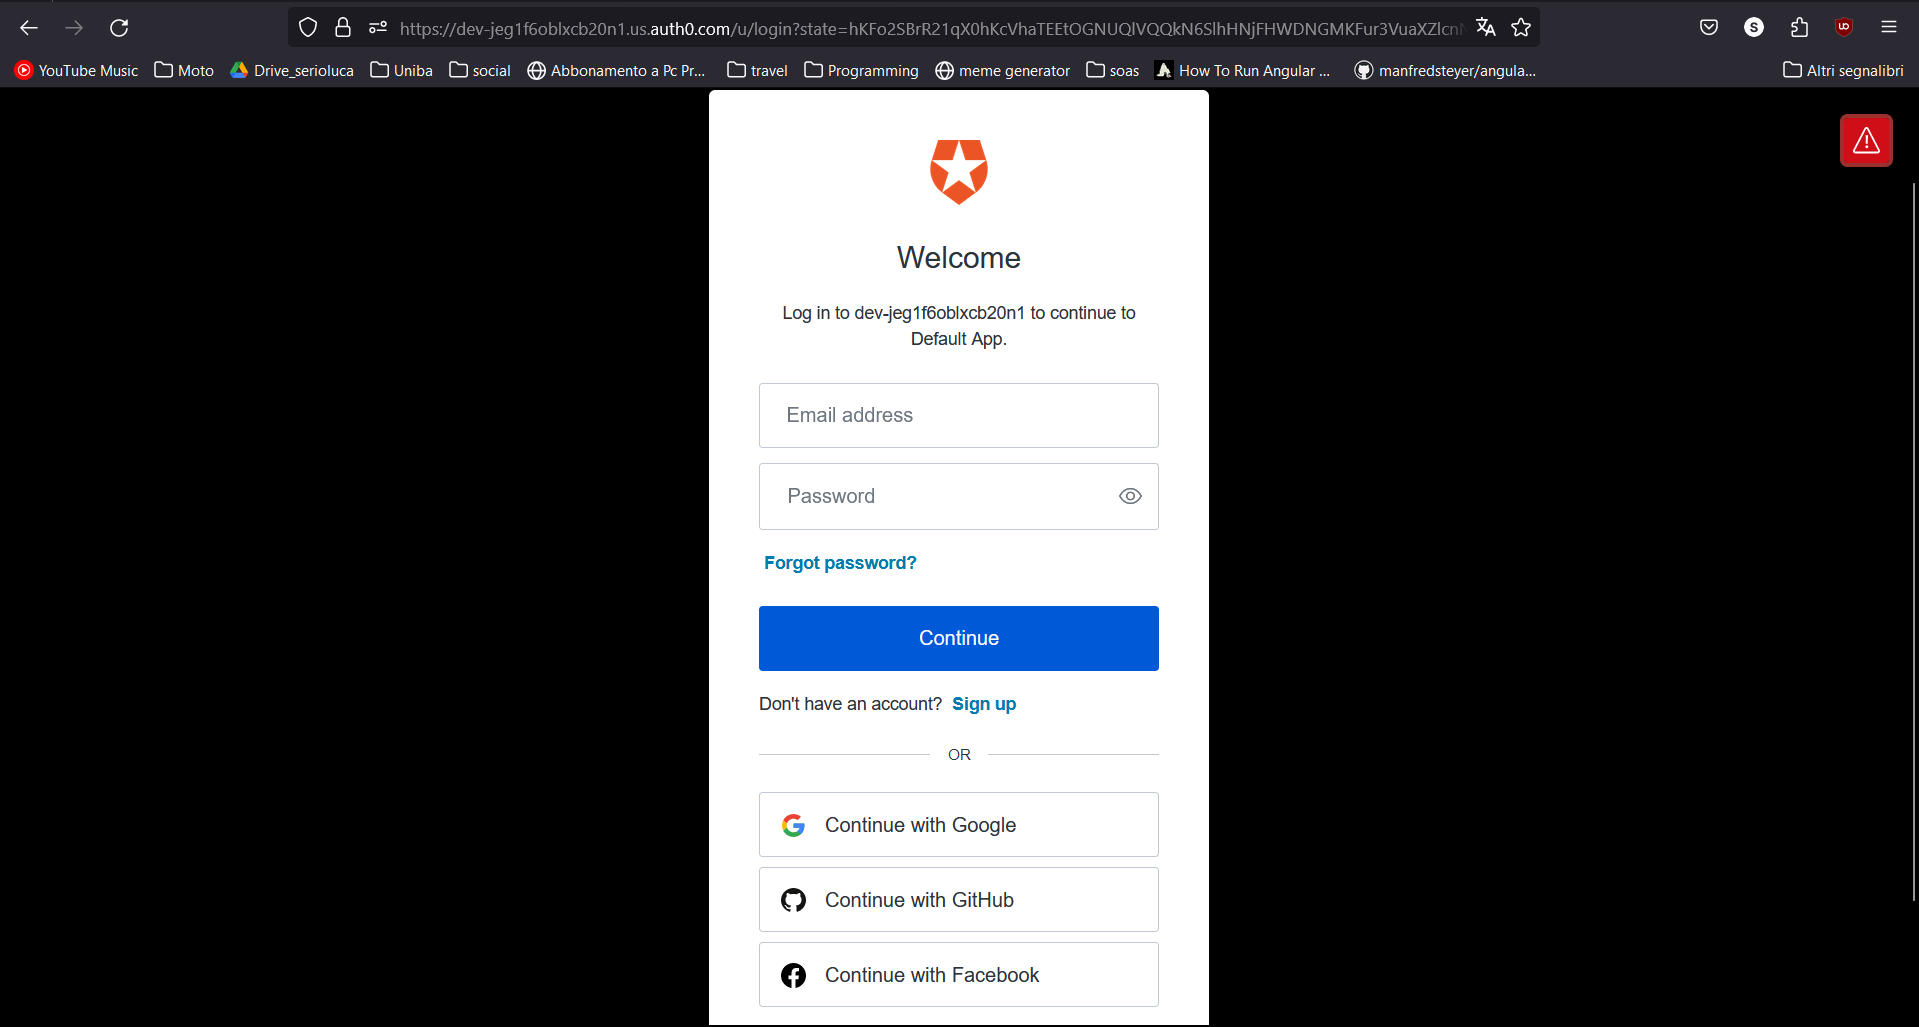 https://dev-jeg1f6oblxcb20n1.us.auth0.com/u/login?state=hKFo2SBrR21qX0hKcVhaTEEtOGNUQlVQQkN6SlhHNjFHWDNGMKFur3VuaXZlcnN
YouTube Music Moto Drive_serioluca Uniba social Abbonamento a Pc Pr... travel Programming meme generator soas How To Run Angular ... manfredsteyer/angula... Altri segnalibri
Welcome
Log in to dev-jeg1f6oblxcb20n1 to continue to
Default App.
Email address
Password
Forgot password?
Continue
Don't have an account? Sign up
OR
Continue with Google
Continue with GitHub
Continue with Facebook